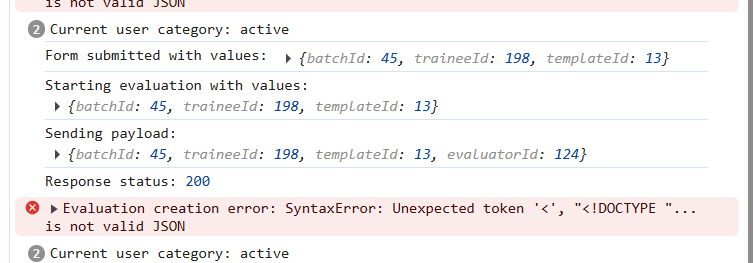 is not valid JSON
2 Current user category: active
Form submitted with values: {batchId: 45, traineeId: 198, templateId: 13}
Starting evaluation with values:
{batchId: 45, traineeId: 198, templateId: 13}
Sending payload:
{batchId: 45, traineeId: 198, templateId: 13, evaluatorId: 124}
Response status: 200
Evaluation creation error: SyntaxError: Unexpected token '<', "<!DOCTYPE "...
is not valid JSON
2 Current user category: active